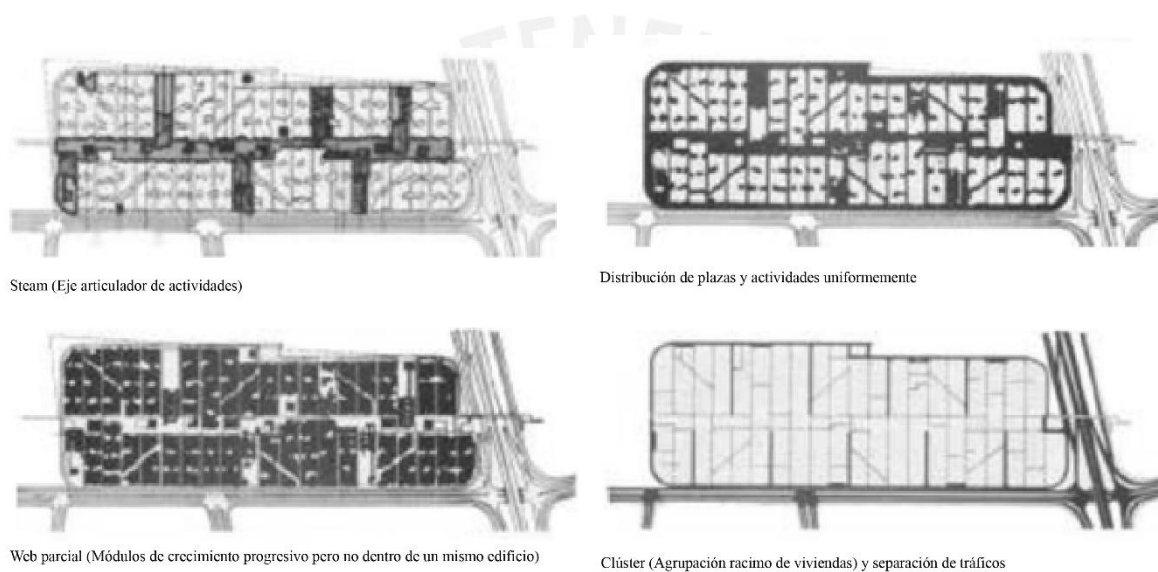 TENE
Steam (Eje articulador de actividades)
Distribución de plazas y actividades uniformemente
Web parcial (Módulos de crecimiento progresivo pero no dentro de un mismo edificio)
Clúster (Agrupación racimo de viviendas) y separación de tráficos